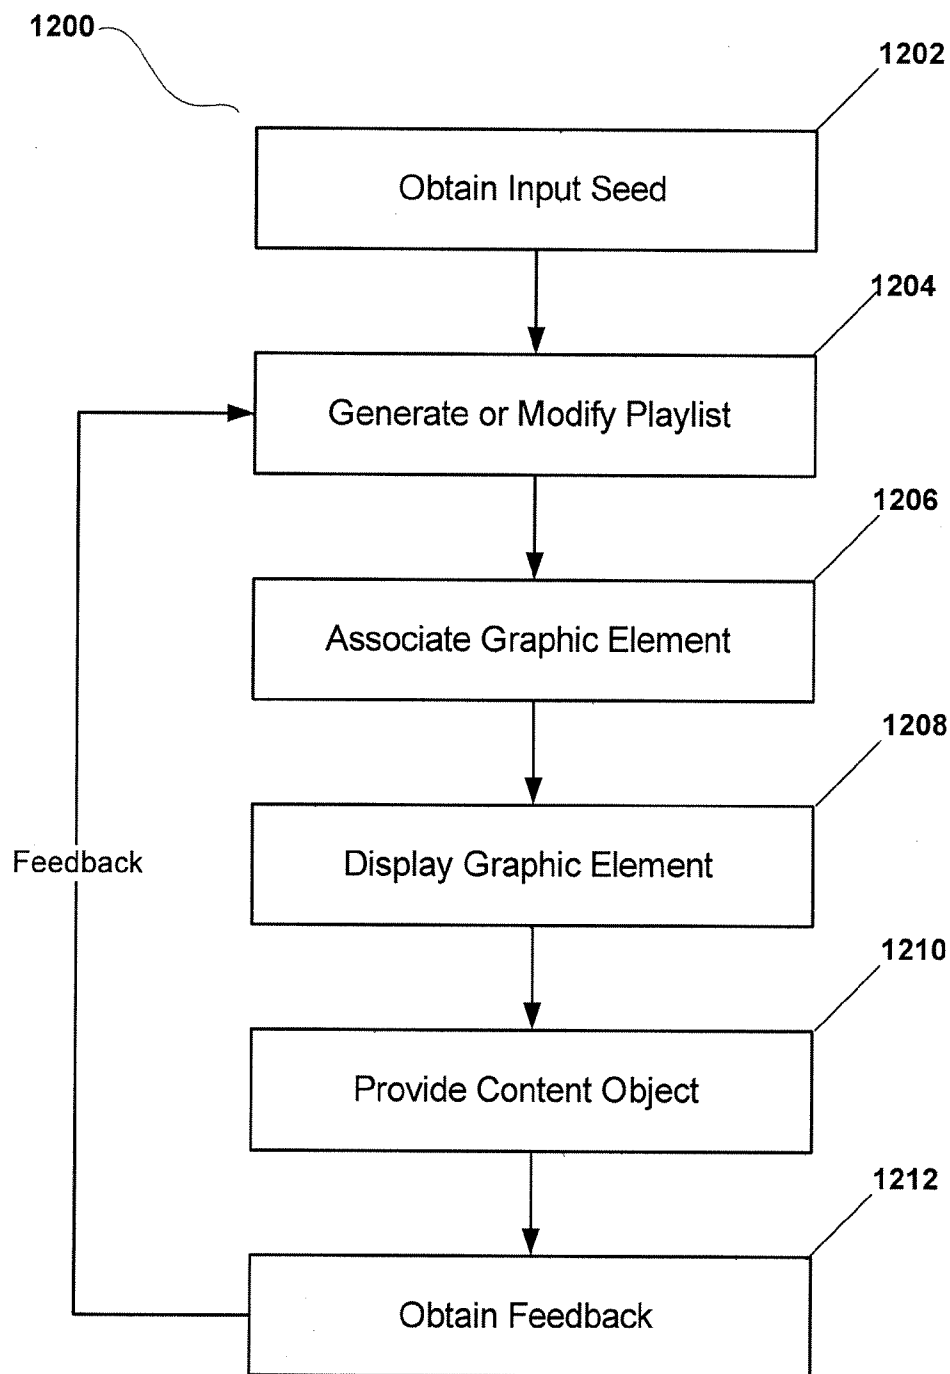 1200
1202
Obtain Input Seed
1204
Generate or Modify Playlist
1206
Associate Graphic Element
1208
Display Graphic Element
Feedback
1210
Provide Content Object
1212
Obtain Feedback